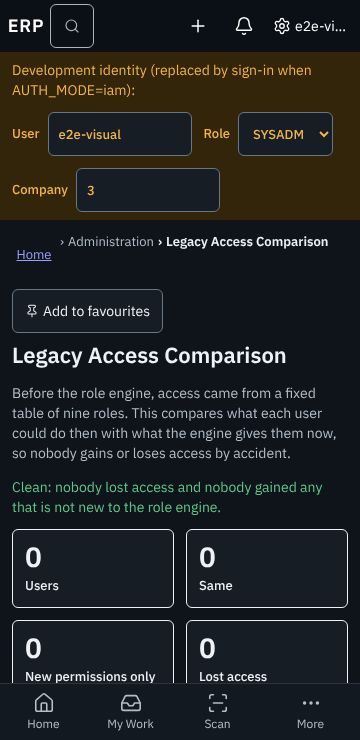 ERP
e2e-vi...
Development identity (replaced by sign-in when
AUTH_MODE=iam):
User e2e-visual Role SYSADM
Company 3
Home › Administration › Legacy Access Comparison
Add to favourites
Legacy Access Comparison
Before the role engine, access came from a fixed
table of nine roles. This compares what each user
could do then with what the engine gives them now,
so nobody gains or loses access by accident.
Clean: nobody lost access and nobody gained any
that is not new to the role engine.
0 0
Users Same
0 0
New permissions only Lost access
Home My Work Scan More